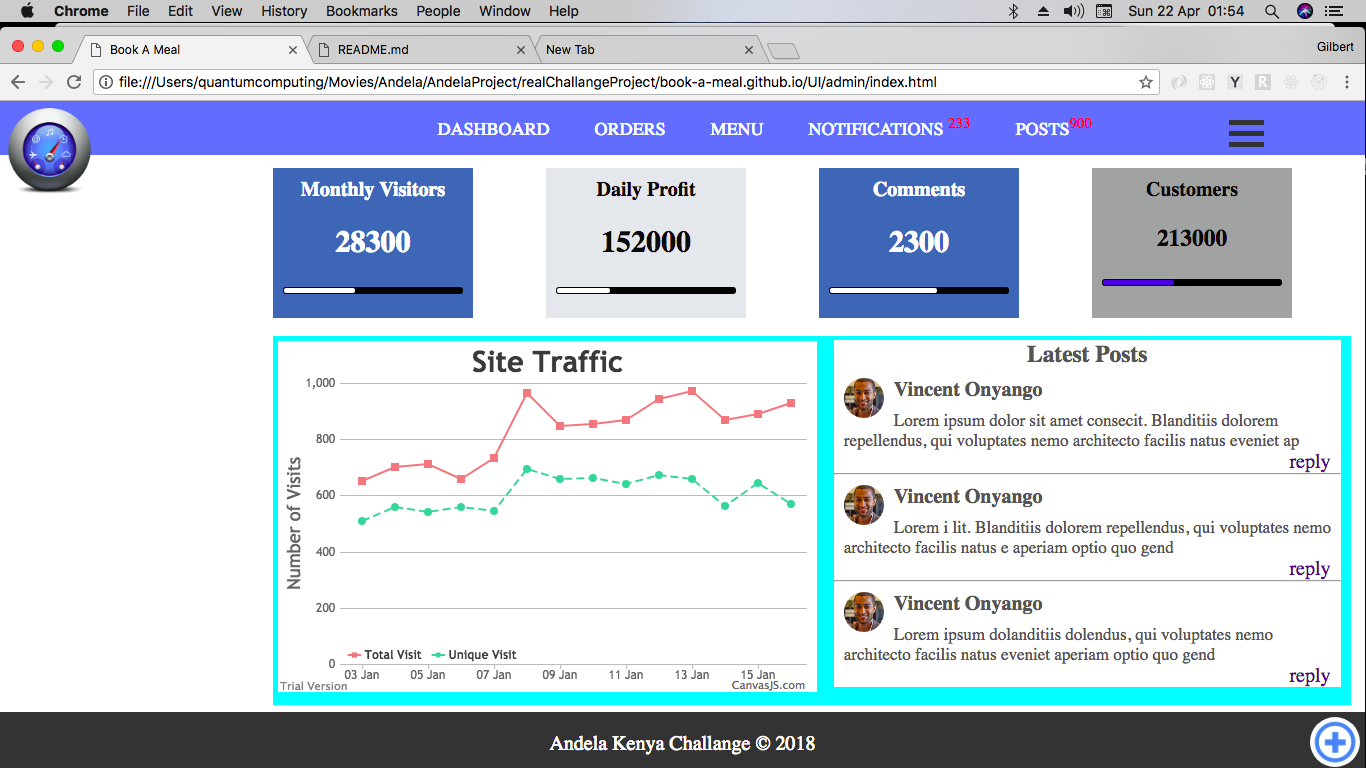 Chrome File Edit View History Bookmarks People Window Help Sun 22 Apr 01:54
Book A Meal README.md New Tab Gilbert
file:///Users/quantumcomputing/Movies/Andela/AndelaProject/realChallangeProject/book-a-meal.github.io/UI/admin/index.html
DASHBOARD ORDERS MENU NOTIFICATIONS 233 POSTS900
Monthly Visitors
28300
Daily Profit
152000
Comments
2300
Customers
213000
Site Traffic
Number of Visits
1,000
800
600
400
200
0
Total Visit Unique Visit
03 Jan 05 Jan 07 Jan 09 Jan 11 Jan 13 Jan 15 Jan
Trial Version CanvasJS.com
Latest Posts
Vincent Onyango
Lorem ipsum dolor sit amet consecit. Blanditiis dolorem
repellendus, qui voluptates nemo architecto facilis natus eveniet ap
reply
Vincent Onyango
Lorem i lit. Blanditiis dolorem repellendus, qui voluptates nemo
architecto facilis natus e aperiam optio quo gend
reply
Vincent Onyango
Lorem ipsum dolanditiis dolendus, qui voluptates nemo
architecto facilis natus eveniet aperiam optio quo gend
reply
Andela Kenya Challange © 2018